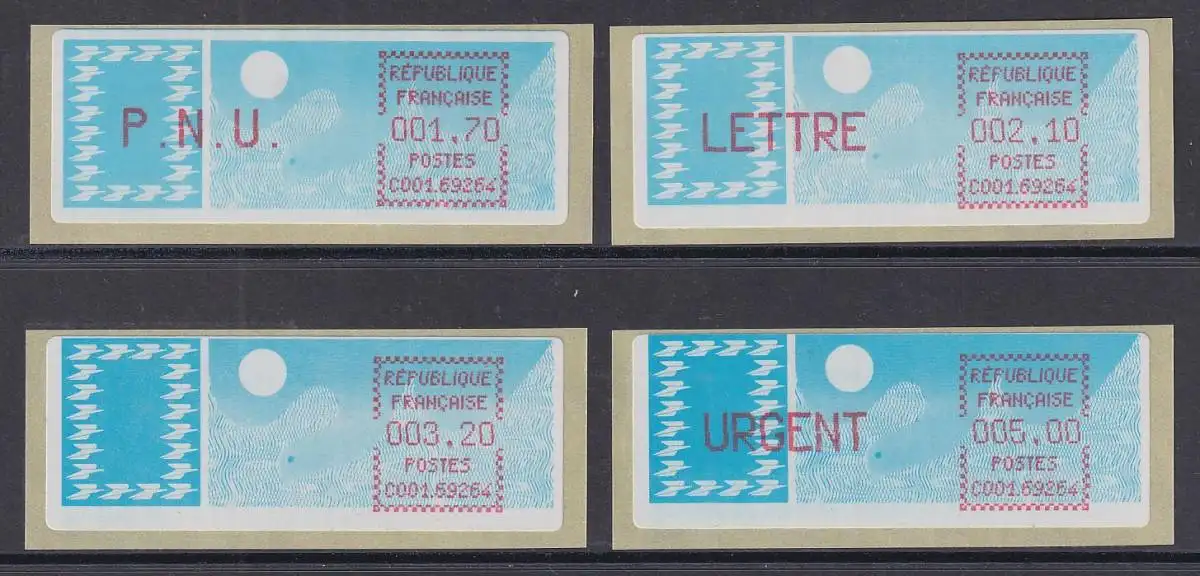 P.N.U.
RÉPUBLIQUE
FRANÇAISE
001.70
POSTES
C001.69264
LETTRE
RÉPUBLIQUE
FRANÇAISE
002.10
POSTES
C001.69264
RÉPUBLIQUE
FRANÇAISE
003.20
POSTES
C001.69264
URGENT
RÉPUBLIQUE
FRANÇAISE
005.00
POSTES
C001.69264